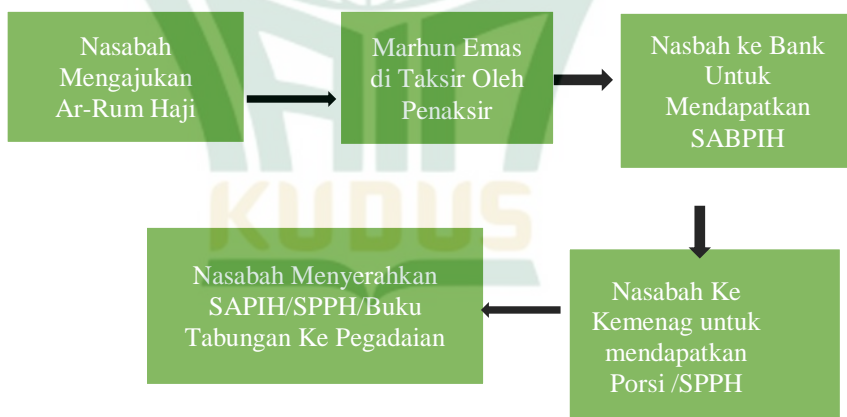 Nasabah
Mengajukan
Ar-Rum Haji
Marhun Emas
di Taksir Oleh
Penaksir
Nasbah ke Bank
Untuk
Mendapatkan
SABPIH
Nasabah Ke
Kemenag untuk
mendapatkan
Porsi /SPPH
Nasabah Menyerahkan
SAPIH/SPPH/Buku
Tabungan Ke Pegadaian
KUDUS